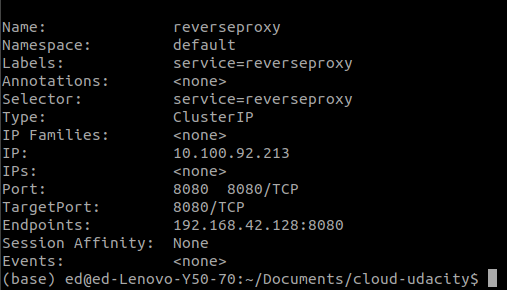 Name:              reverseproxy
Namespace:         default
Labels:            service=reverseproxy
Annotations:       <none>
Selector:          service=reverseproxy
Type:              ClusterIP
IP Families:       <none>
IP:                10.100.92.213
IPs:               <none>
Port:              8080  8080/TCP
TargetPort:        8080/TCP
Endpoints:         192.168.42.128:8080
Session Affinity:  None
Events:            <none>
(base) ed@ed-Lenovo-Y50-70:~/Documents/cloud-udacity$